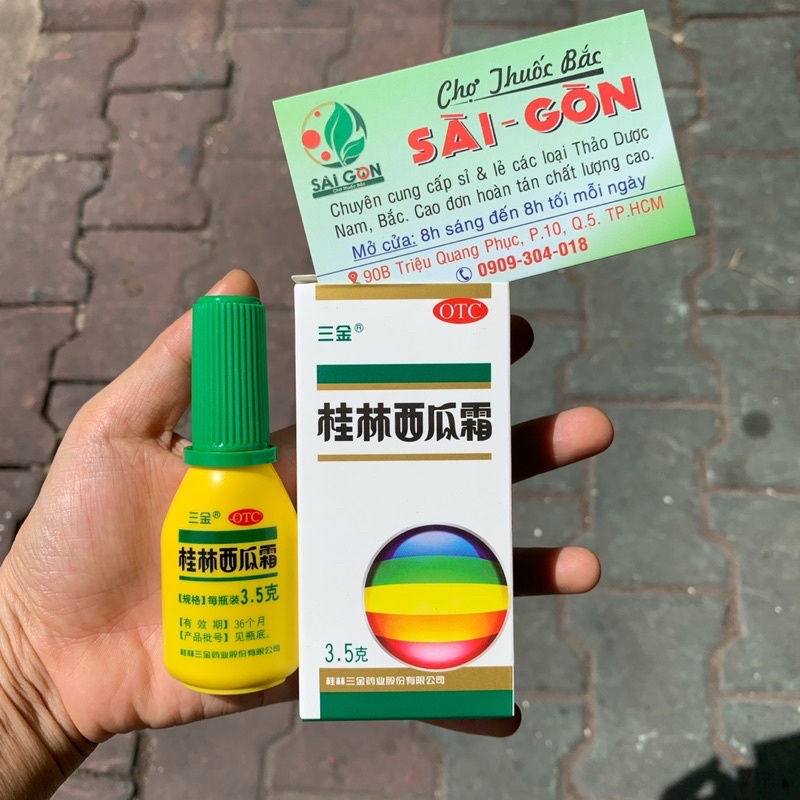 Chợ Thuốc Bắc
SÀI-GÒN
SÀI GÒN
Chợ Thuốc Bắc
Chuyên cung cấp sỉ & lẻ các loại Thảo Dược
Nam, Bắc. Cao đơn hoàn tán chất lượng cao.
Mở cửa: 8h sáng đến 8h tối mỗi ngày
90B Triệu Quang Phục, P.10, Q.5. TP.HCM
0909-304-018
三金® OTC
桂林西瓜霜
3.5克
桂林三金药业股份有限公司
三金® OTC
桂林西瓜霜
【规格】每瓶装3.5克
【有 效 期】36个月
【产品批号】见瓶底。
桂林三金药业股份有限公司